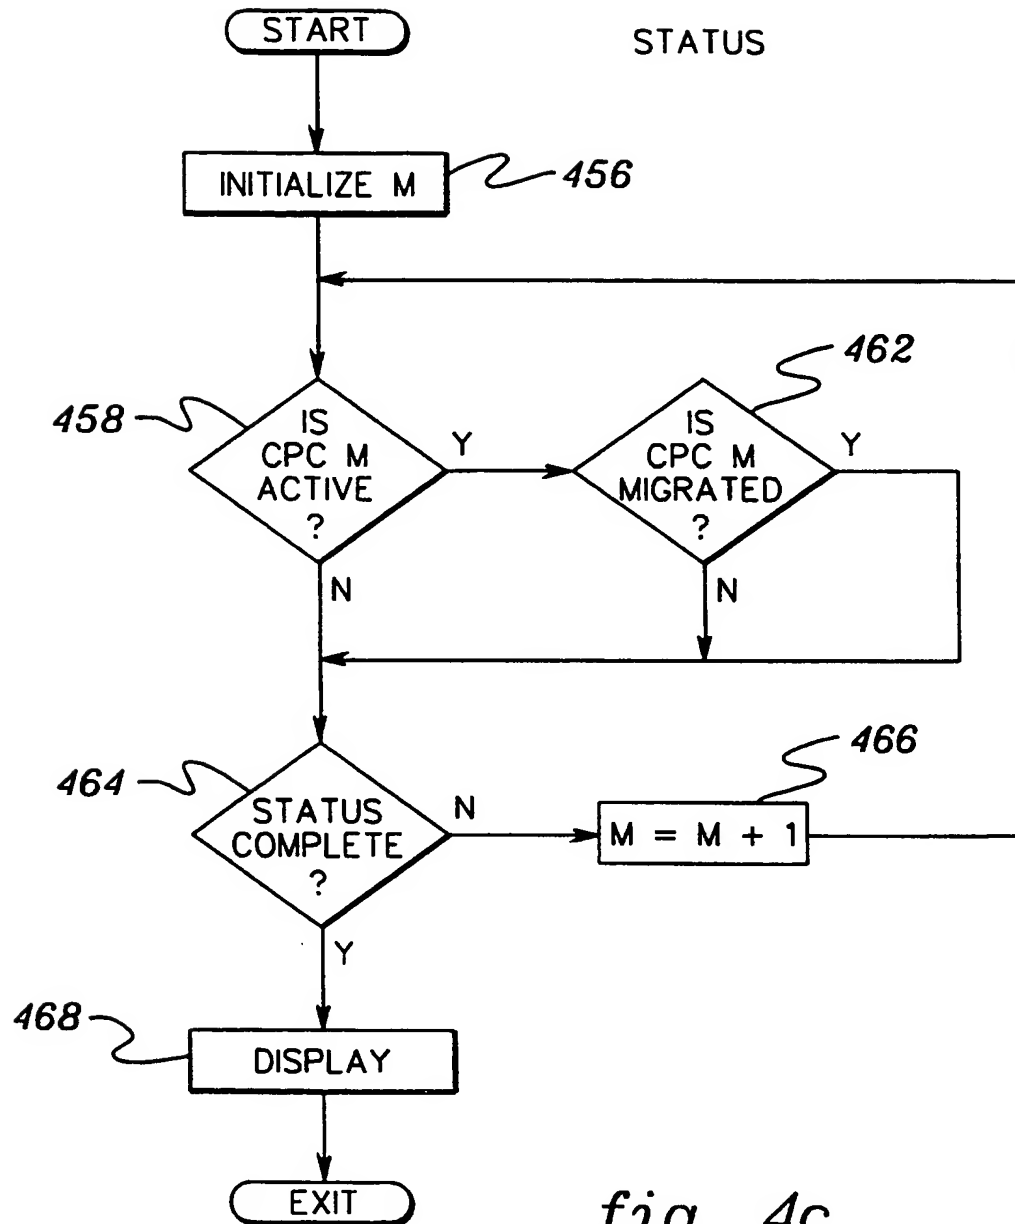 START
STATUS
INITIALIZE M
456
458
IS
CPC M
ACTIVE
?
Y
N
462
IS
CPC M
MIGRATED
?
Y
N
464
STATUS
COMPLETE
?
N
Y
466
M = M + 1
468
DISPLAY
EXIT
fig. 4c